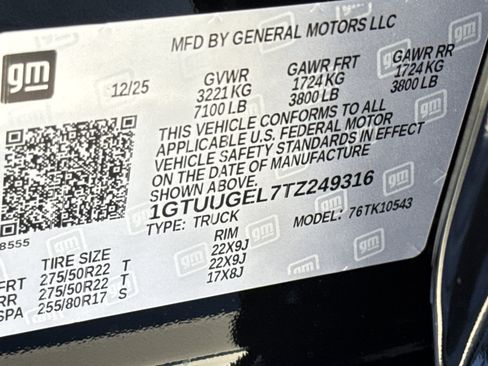 MFD BY GENERAL MOTORS LLC
gm
12/25
GVWR GAWR FRT GAWR RR
3221 KG 1724 KG 1724 KG
7100 LB 3800 LB 3800 LB
THIS VEHICLE CONFORMS TO ALL
APPLICABLE U.S. FEDERAL MOTOR
VEHICLE SAFETY STANDARDS IN EFFECT
ON THE DATE OF MANUFACTURE
SHOWN ABOVE.
1GTUUGEL7TZ249316
TYPE: TRUCK MODEL: 76TK10543
8555
TIRE SIZE RIM
FRT 275/50R22 T 22X9J
RR 275/50R22 T 22X9J
SPA 255/80R17 S 17X8J